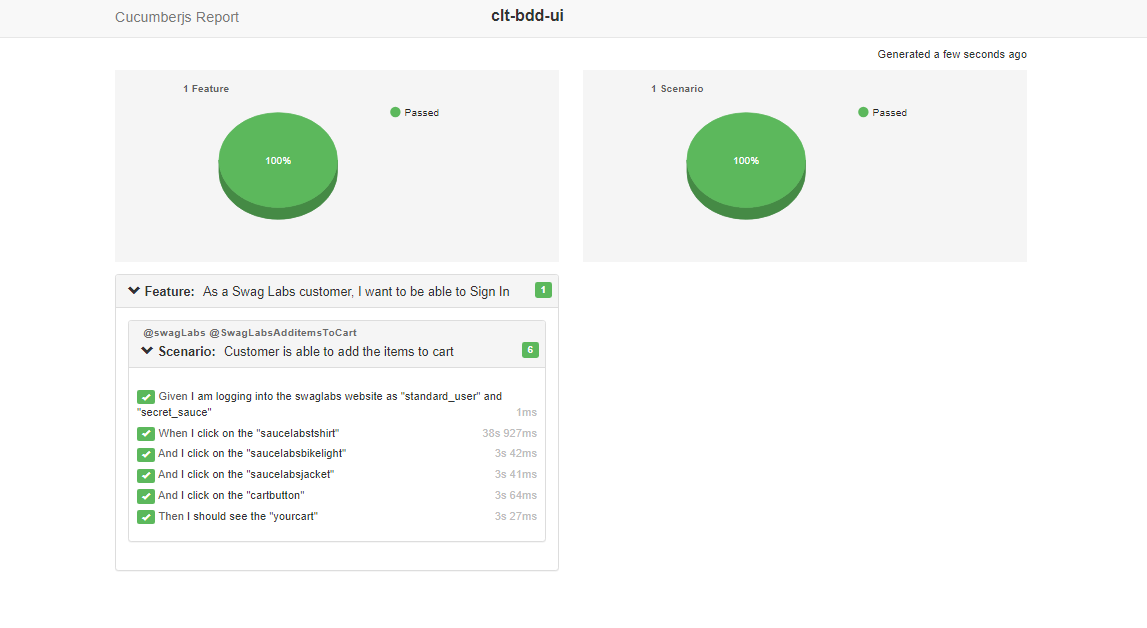 Cucumberjs Report
clt-bdd-ui
Generated a few seconds ago
1 Feature
Passed
100%
1 Scenario
Passed
100%
Feature: As a Swag Labs customer, I want to be able to Sign In 1
@swagLabs @SwagLabsAdditemsToCart
Scenario: Customer is able to add the items to cart 6
Given I am logging into the swaglabs website as "standard_user" and
"secret_sauce" 1ms
When I click on the "saucelabstshirt" 38s 927ms
And I click on the "saucelabsbikelight" 3s 42ms
And I click on the "saucelabsjacket" 3s 41ms
And I click on the "cartbutton" 3s 64ms
Then I should see the "yourcart" 3s 27ms